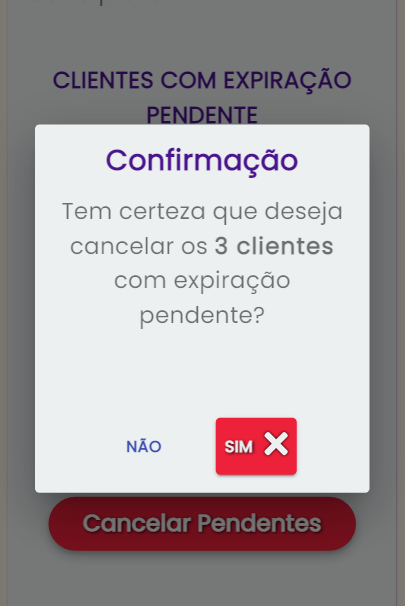 CLIENTES COM EXPIRAÇÃO
PENDENTE
Confirmação
Tem certeza que deseja
cancelar os 3 clientes
com expiração
pendente?
NÃO
SIM
Cancelar Pendentes